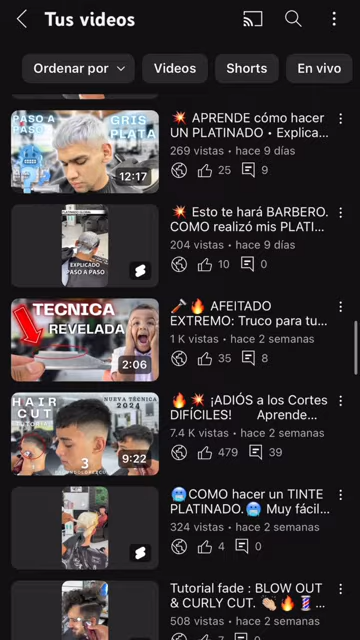 Tus videos
Ordenar por
Videos
Shorts
En vivo
PASO A
PASO
GRIS
PLATA
12:17
💥 APRENDE cómo hacer
UN PLATINADO • Explica...
269 vistas • hace 9 días
25
9
EXPLICADO
PASO A PASO
💥 Esto te hará BARBERO.
COMO realizó mis PLATI...
204 vistas • hace 9 días
10
0
TECNICA
REVELADA
2:06
🪒🔥 AFEITADO
EXTREMO: Truco para tu...
1 K vistas • hace 2 semanas
35
8
HAIR
CUT
TUTORIAL
NUEVA TÉCNICA
2024
3
9:22
🔥💥 ¡ADIÓS a los Cortes
DIFÍCILES! Aprende...
7.4 K vistas • hace 2 semanas
479
39
🥶COMO hacer un TINTE
PLATINADO.🥶 Muy fácil...
324 vistas • hace 2 semanas
4
0
Tutorial fade : BLOW OUT
& CURLY CUT. 👏🏼🔥💈...
508 vistas • hace 2 semanas